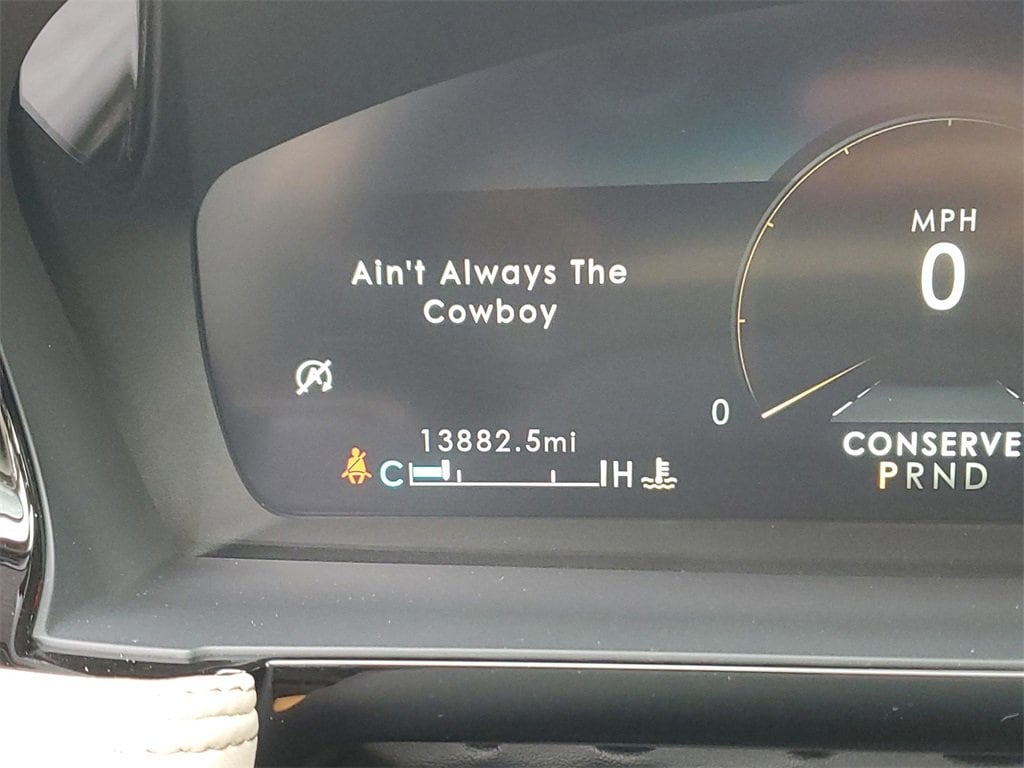 Ain't Always The
Cowboy
MPH
0
0
13882.5mi
C H
CONSERVE
PRND